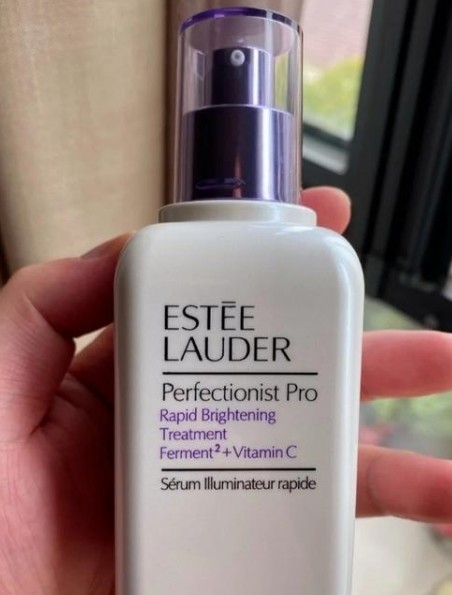 ESTĒE
LAUDER
Perfectionist Pro
Rapid Brightening
Treatment
Ferment²+Vitamin C
Sérum Illuminateur rapide